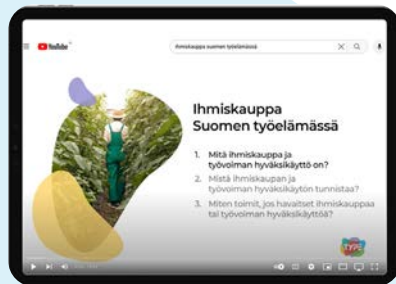 YouTube
ihmiskauppa suomen työelämässä
Ihmiskauppa
Suomen työelämässä
1. Mitä ihmiskauppa ja
työvoiman hyväksikäyttö on?
2. Mistä ihmiskaupan ja
työvoiman hyväksikäytön tunnistaa?
3. Miten toimit, jos havaitset ihmiskauppaa
tai työvoiman hyväksikäyttöä?
TYPE